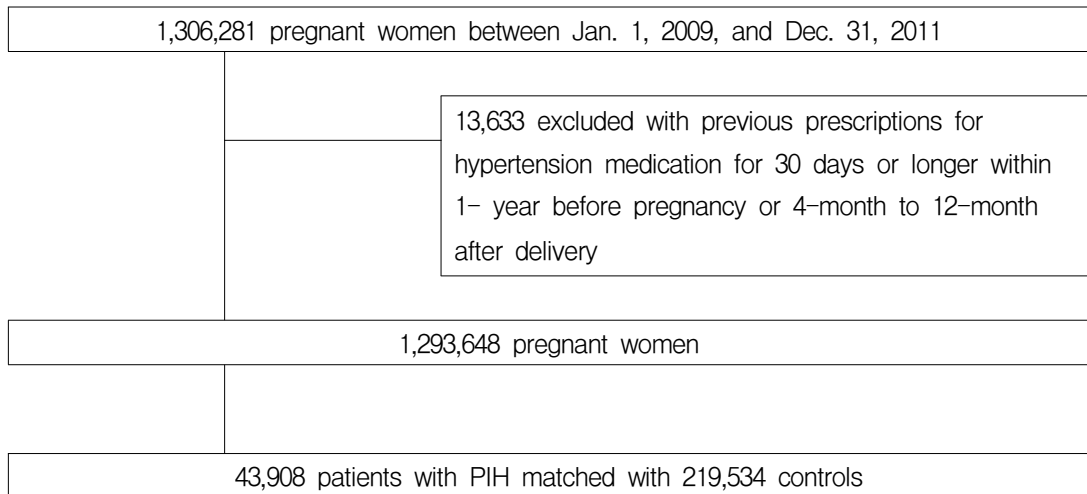 1,306,281 pregnant women between Jan. 1, 2009, and Dec. 31, 2011
13,633 excluded with previous prescriptions for
hypertension medication for 30 days or longer within
1- year before pregnancy or 4-month to 12-month
after delivery
1,293,648 pregnant women
43,908 patients with PIH matched with 219,534 controls